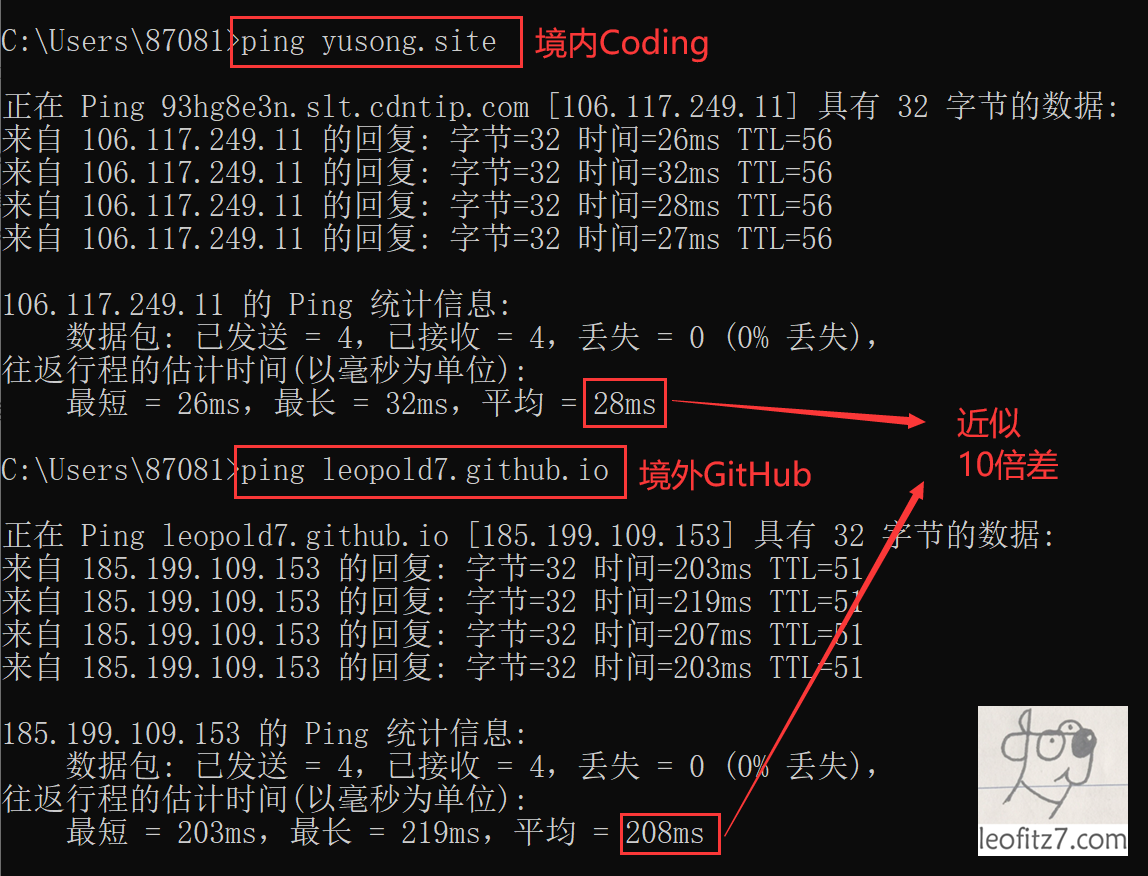 C:\Users\87081>ping yusong.site 境内Coding
正在 Ping 93hg8e3n.slt.cdntip.com [106.117.249.11] 具有 32 字节的数据:
来自 106.117.249.11 的回复: 字节=32 时间=26ms TTL=56
来自 106.117.249.11 的回复: 字节=32 时间=32ms TTL=56
来自 106.117.249.11 的回复: 字节=32 时间=28ms TTL=56
来自 106.117.249.11 的回复: 字节=32 时间=27ms TTL=56
106.117.249.11 的 Ping 统计信息:
数据包: 已发送 = 4，已接收 = 4，丢失 = 0 (0% 丢失)，
往返行程的估计时间(以毫秒为单位):
最短 = 26ms，最长 = 32ms，平均 = 28ms
近似
10倍差
C:\Users\87081>ping leopold7.github.io 境外GitHub
正在 Ping leopold7.github.io [185.199.109.153] 具有 32 字节的数据:
来自 185.199.109.153 的回复: 字节=32 时间=203ms TTL=51
来自 185.199.109.153 的回复: 字节=32 时间=219ms TTL=51
来自 185.199.109.153 的回复: 字节=32 时间=207ms TTL=51
来自 185.199.109.153 的回复: 字节=32 时间=203ms TTL=51
185.199.109.153 的 Ping 统计信息:
数据包: 已发送 = 4，已接收 = 4，丢失 = 0 (0% 丢失)，
往返行程的估计时间(以毫秒为单位):
最短 = 203ms，最长 = 219ms，平均 = 208ms
leofitz7.com